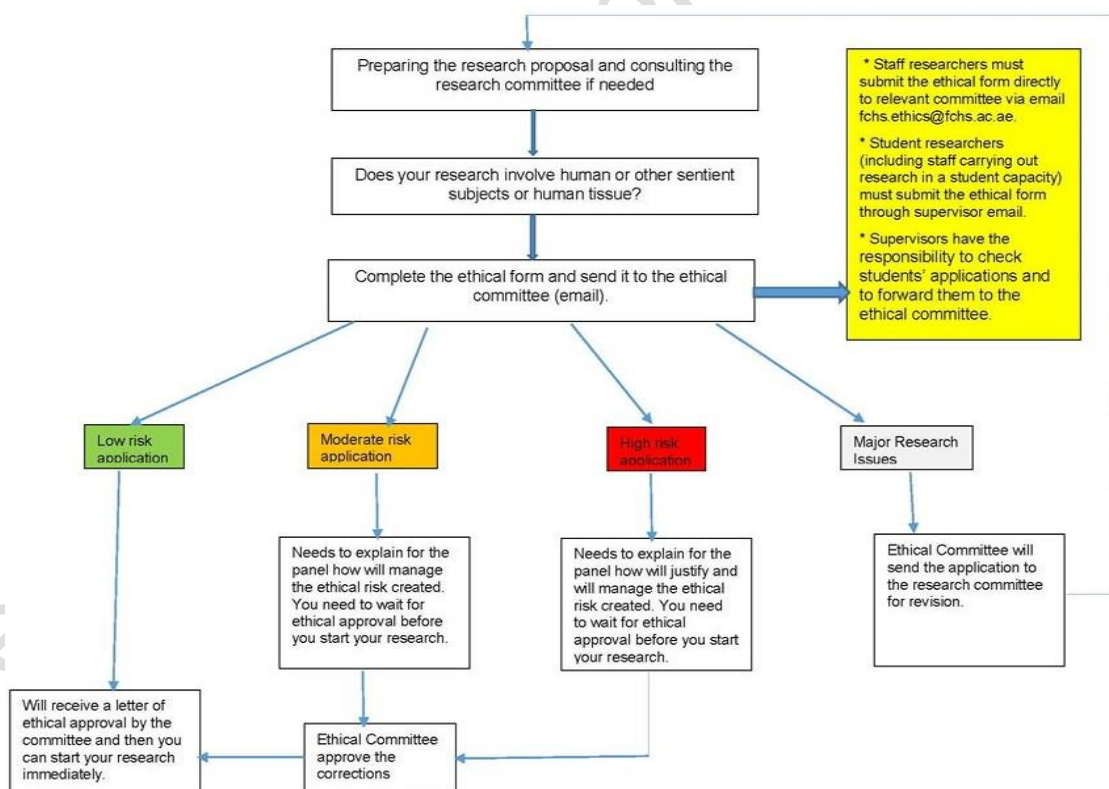 Preparing the research proposal and consulting the
research committee if needed
* Staff researchers must
submit the ethical form directly
to relevant committee via email
fchs.ethics@fchs.ac.ae.
* Student researchers
(including staff carrying out
research in a student capacity)
must submit the ethical form
through supervisor email.
* Supervisors have the
responsibility to check
students' applications and
to forward them to the
ethical committee.
Does your research involve human or other sentient
subjects or human tissue?
Complete the ethical form and send it to the ethical
committee (email).
Low risk
application
Moderate risk
application
High risk
application
Major Research
Issues
Needs to explain for the
panel how will manage
the ethical risk created.
You need to wait for
ethical approval before
you start your research.
Needs to explain for the
panel how will justify and
will manage the ethical
risk created. You need
to wait for ethical
approval before you start
your research.
Ethical Committee will
send the application to
the research committee
for revision.
Will receive a letter of
ethical approval by the
committee and then you
can start your research
immediately.
Ethical Committee
approve the
corrections